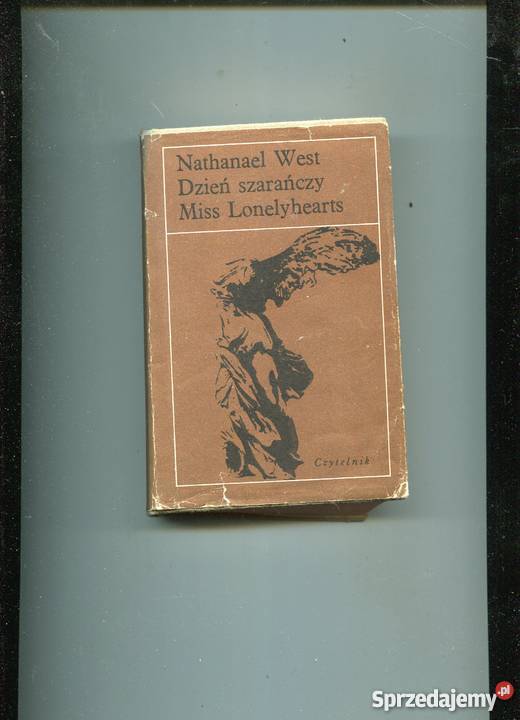 Nathanael West
Dzień szarańczy
Miss Lonelyhearts
Czytelnik
Sprzedajemy.pl